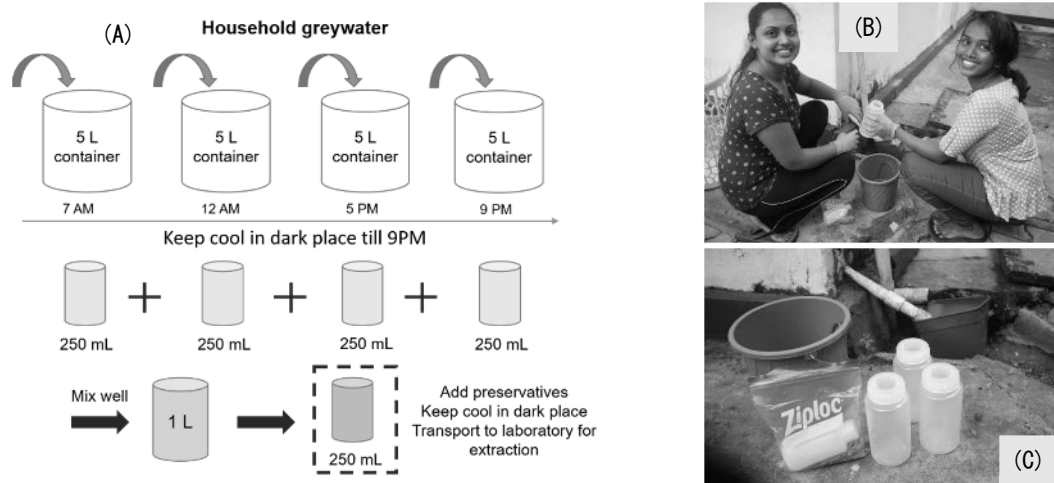 (A)
Household greywater
5 L
container
5 L
container
5 L
container
5 L
container
7 AM
12 AM
5 PM
9 PM
Keep cool in dark place till 9PM
250 mL
250 mL
250 mL
250 mL
Mix well
1 L
250 mL
Add preservatives
Keep cool in dark place
Transport to laboratory for
extraction
(B)
Ziploc
(C)